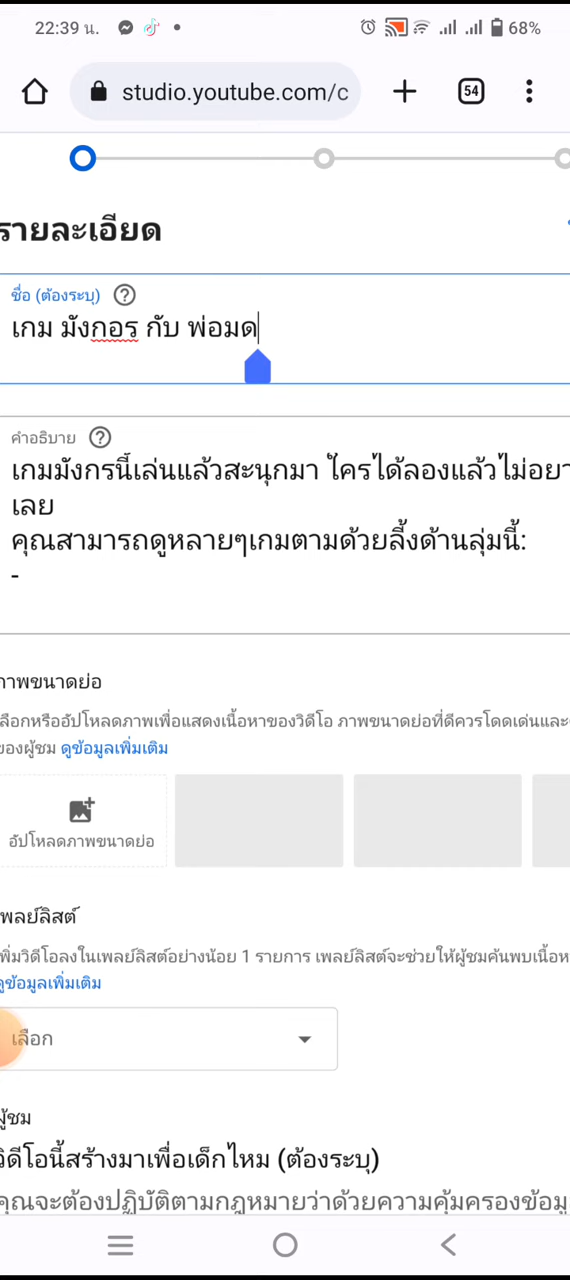 22:39 น. 68%
studio.youtube.com/c 54
รายละเอียด
ชื่อ (ต้องระบุ)
เกม มังกอร กับ พ่อมด
คำอธิบาย
เกมมังกรนี้เล่นแล้วสะนุกมา ใครได้ลองแล้วไม่อยา
เลย
คุณสามารถดูหลายๆเกมตามด้วยลี้งด้านลุ่มนี้:
-
ภาพขนาดย่อ
ลือกหรืออัปโหลดภาพเพื่อแสดงเนื้อหาของวิดีโอ ภาพขนาดย่อที่ดีควรโดดเด่นและ
ของผู้ชม ดูข้อมูลเพิ่มเติม
อัปโหลดภาพขนาดย่อ
เพลย์ลิสต์
พิ่มวิดีโอลงในเพลย์ลิสต์อย่างน้อย 1 รายการ เพลย์ลิสต์จะช่วยให้ผู้ชมค้นพบเนื้อห
ดูข้อมูลเพิ่มเติม
เลือก
ผู้ชม
วิดีโอนี้สร้างมาเพื่อเด็กไหม (ต้องระบุ)
คุณจะต้องปฏิบัติตามกฎหมายว่าด้วยความคุ้มครองข้อมู